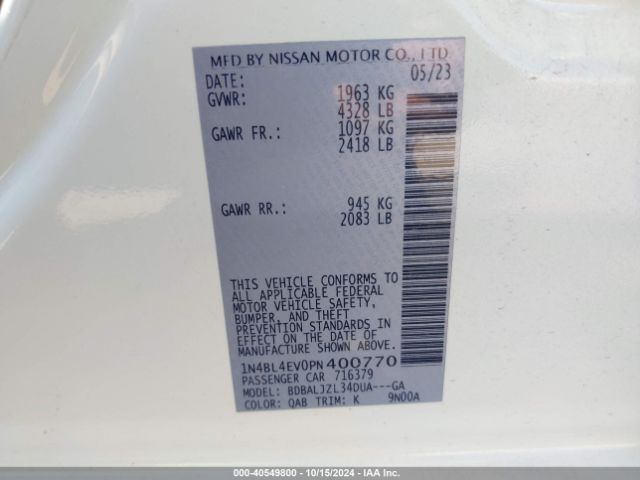 MFD BY NISSAN MOTOR CO., LTD
DATE: 05/23
GVWR: 1963 KG
4328 LB
GAWR FR.: 1097 KG
2418 LB
GAWR RR.: 945 KG
2083 LB
THIS VEHICLE CONFORMS TO
ALL APPLICABLE FEDERAL
MOTOR VEHICLE SAFETY,
BUMPER, AND THEFT
PREVENTION STANDARDS IN
EFFECT ON THE DATE OF
MANUFACTURE SHOWN ABOVE.
1N4BL4EV0PN400770
PASSENGER CAR 716379
MODEL: BDBALJZL34DUA---GA
COLOR: QAB TRIM: K 9N00A
000-40549800 - 10/15/2024 - IAA Inc.